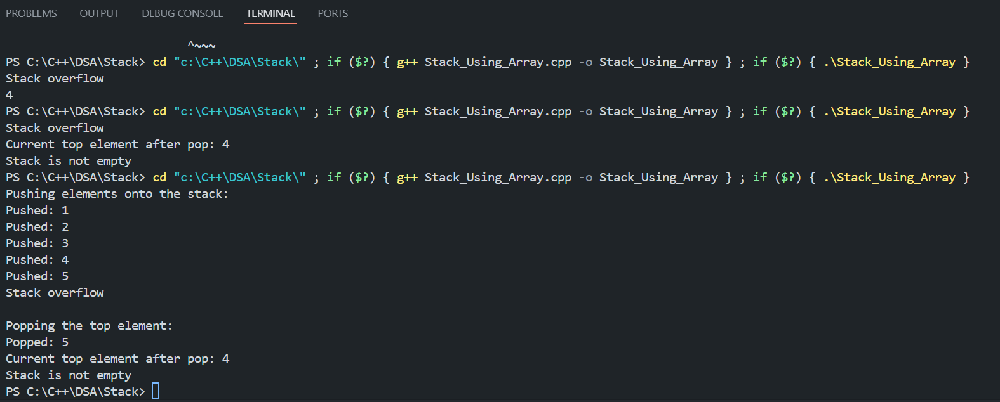 PROBLEMS OUTPUT DEBUG CONSOLE TERMINAL PORTS
^~~~
PS C:\C++\DSA\Stack> cd "c:\C++\DSA\Stack\" ; if ($?) { g++ Stack_Using_Array.cpp -o Stack_Using_Array } ; if ($?) { .\Stack_Using_Array }
Stack overflow
4
PS C:\C++\DSA\Stack> cd "c:\C++\DSA\Stack\" ; if ($?) { g++ Stack_Using_Array.cpp -o Stack_Using_Array } ; if ($?) { .\Stack_Using_Array }
Stack overflow
Current top element after pop: 4
Stack is not empty
PS C:\C++\DSA\Stack> cd "c:\C++\DSA\Stack\" ; if ($?) { g++ Stack_Using_Array.cpp -o Stack_Using_Array } ; if ($?) { .\Stack_Using_Array }
Pushing elements onto the stack:
Pushed: 1
Pushed: 2
Pushed: 3
Pushed: 4
Pushed: 5
Stack overflow
Popping the top element:
Popped: 5
Current top element after pop: 4
Stack is not empty
PS C:\C++\DSA\Stack>